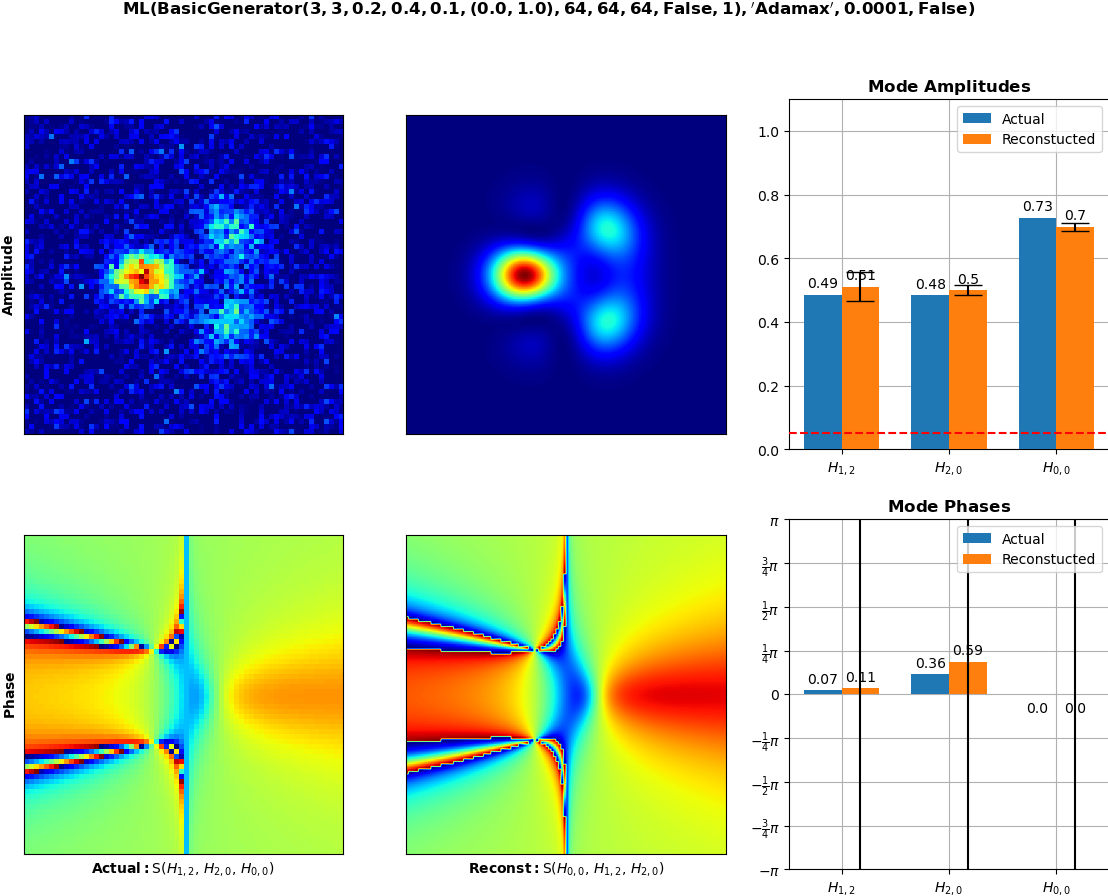 ML(BasicGenerator(3, 3, 0.2, 0.4, 0.1, (0.0, 1.0), 64, 64, 64, False, 1), ′Adamax′, 0.0001, False)
Mode Amplitudes
Amplitude
1.0
0.8
0.6
0.4
0.2
0.0
Actual
Reconstucted
0.49
0.51
0.48
0.5
0.73
0.7
H1,2
H2,0
H0,0
Mode Phases
Phase
π
3/4π
1/2π
1/4π
0
−1/4π
−1/2π
−3/4π
−π
Actual
Reconstucted
0.07
0.11
0.36
0.59
0.0
0.0
H1,2
H2,0
H0,0
Actual: S(H1,2, H2,0, H0,0)
Reconst: S(H0,0, H1,2, H2,0)